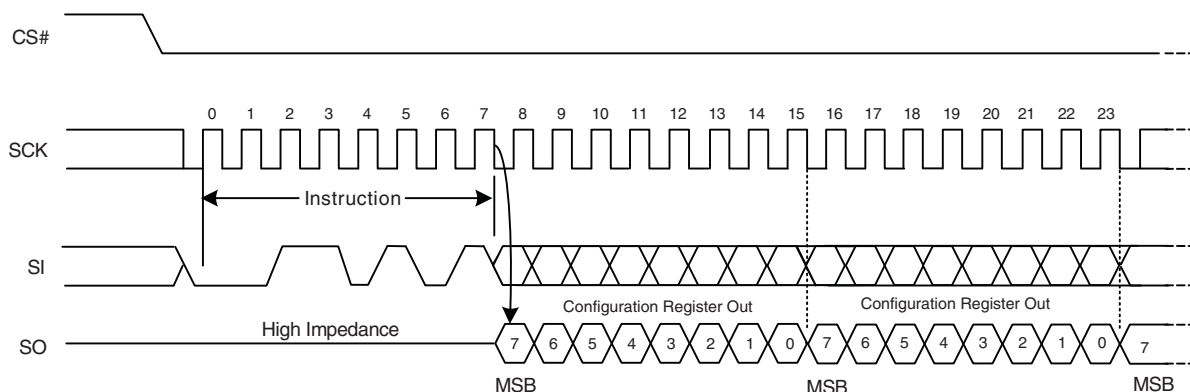 CS#
0 1 2 3 4 5 6 7 8 9 10 11 12 13 14 15 16 17 18 19 20 21 22 23
SCK
Instruction
SI
Configuration Register Out Configuration Register Out
High Impedance
SO
7 6 5 4 3 2 1 0 7 6 5 4 3 2 1 0 7
MSB MSB MSB